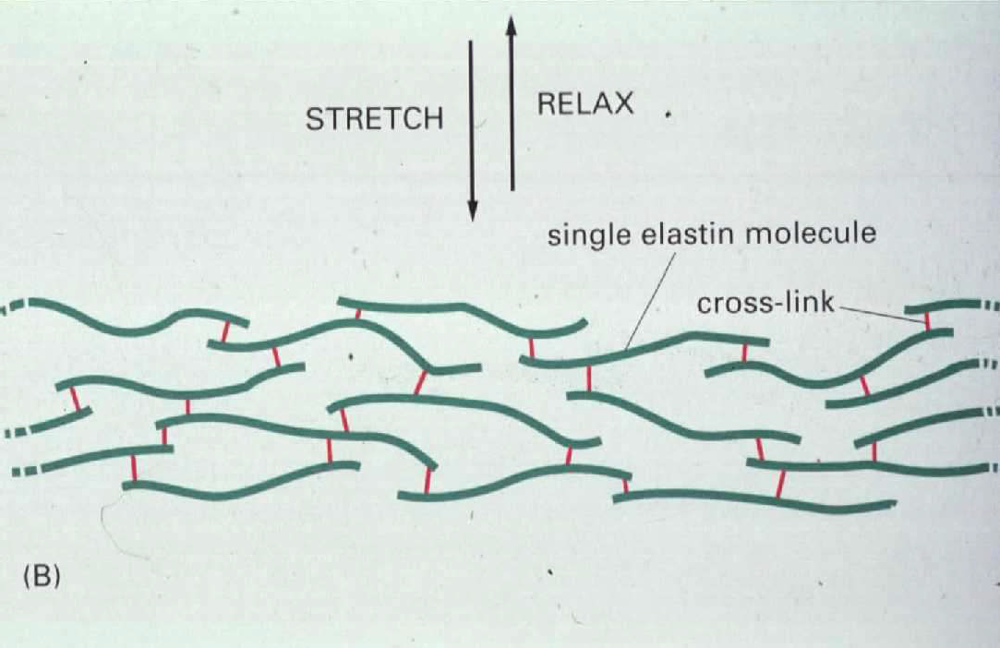 STRETCH
RELAX
single elastin molecule
cross-link
(B)